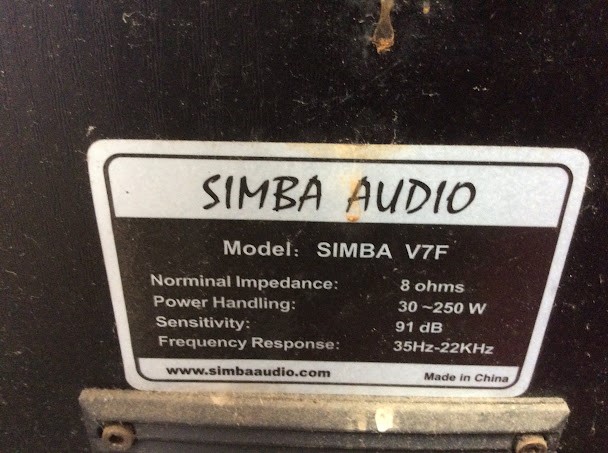 SIMBA AUDIO
Model: SIMBA V7F
Norminal Impedance: 8 ohms
Power Handling: 30~250 W
Sensitivity: 91 dB
Frequency Response: 35Hz-22KHz
www.simbaaudio.com Made in China